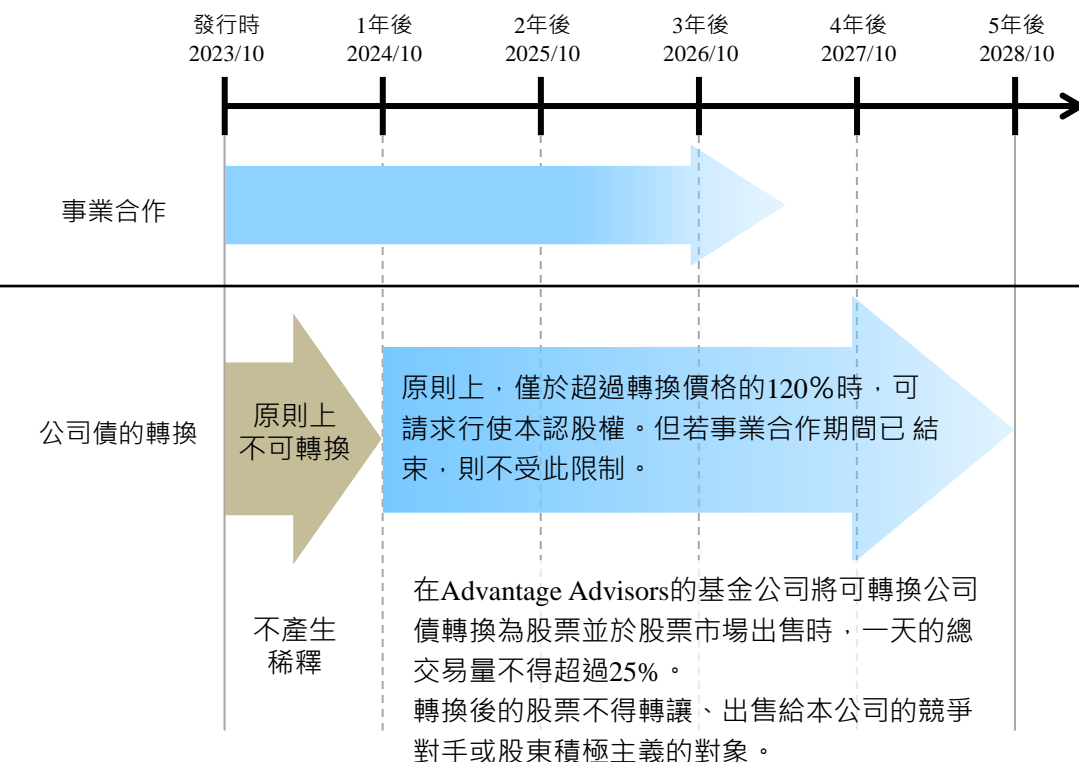 發行時
2023/10
1年後
2024/10
2年後
2025/10
3年後
2026/10
4年後
2027/10
5年後
2028/10
事業合作
公司債的轉換
原則上
不可轉換
原則上，僅於超過轉換價格的120%時，可
請求行使本認股權。但若事業合作期間已 結
束，則不受此限制。
不產生
稀釋
在Advantage Advisors的基金公司將可轉換公司
債轉換為股票並於股票市場出售時，一天的總
交易量不得超過25%。
轉換後的股票不得轉讓、出售給本公司的競爭
對手或股東積極主義的對象。